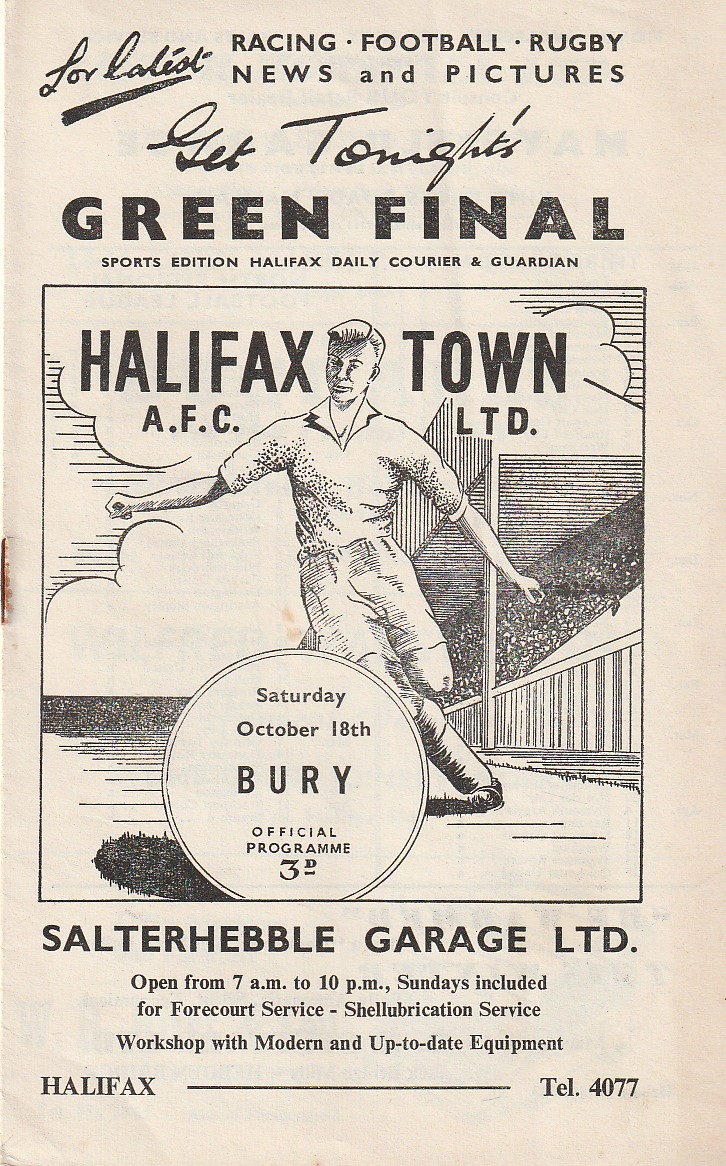 For latest RACING · FOOTBALL · RUGBY
NEWS and PICTURES
Get Tonight's
GREEN FINAL
SPORTS EDITION HALIFAX DAILY COURIER & GUARDIAN
HALIFAX TOWN
A.F.C. LTD.
Saturday
October 18th
BURY
OFFICIAL
PROGRAMME
3D
SALTERHEBBLE GARAGE LTD.
Open from 7 a.m. to 10 p.m., Sundays included
for Forecourt Service - Shellubrication Service
Workshop with Modern and Up-to-date Equipment
HALIFAX Tel. 4077